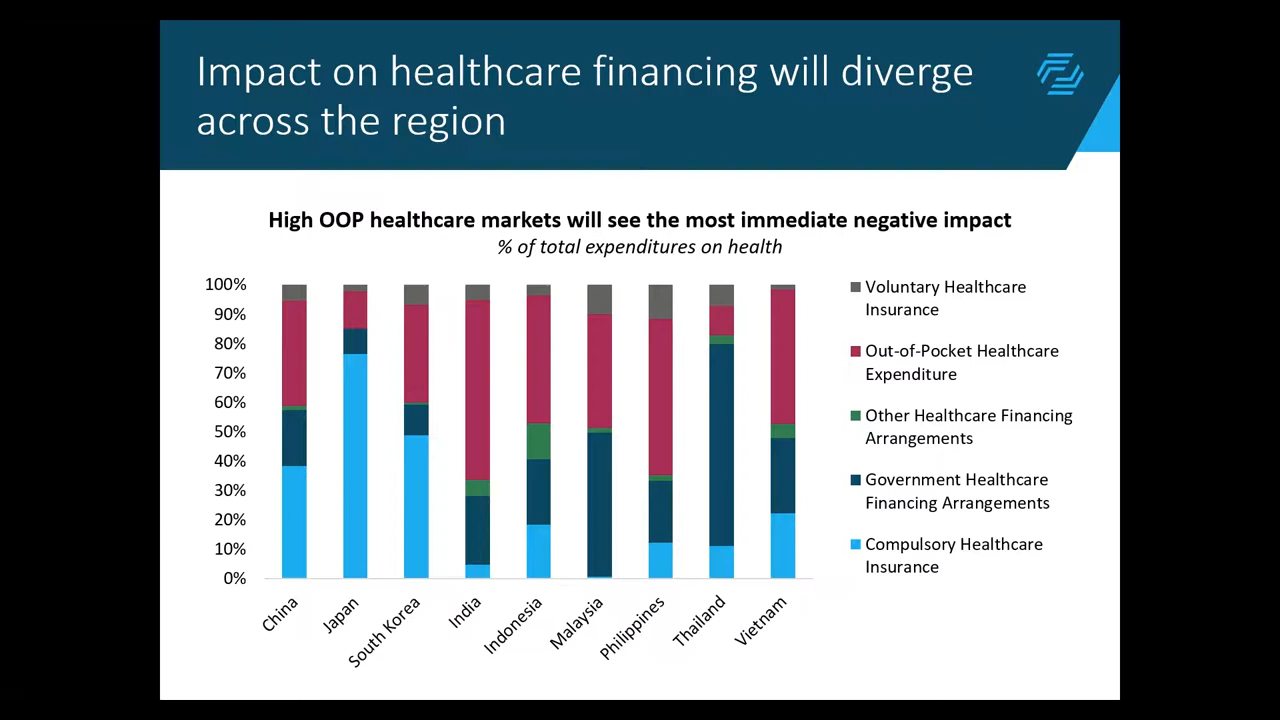 Impact on healthcare financing will diverge
across the region
High OOP healthcare markets will see the most immediate negative impact
% of total expenditures on health
100%
90%
80%
70%
60%
50%
40%
30%
20%
10%
0%
China
Japan
South Korea
India
Indonesia
Malaysia
Philippines
Thailand
Vietnam
Voluntary Healthcare
Insurance
Out-of-Pocket Healthcare
Expenditure
Other Healthcare Financing
Arrangements
Government Healthcare
Financing Arrangements
Compulsory Healthcare
Insurance